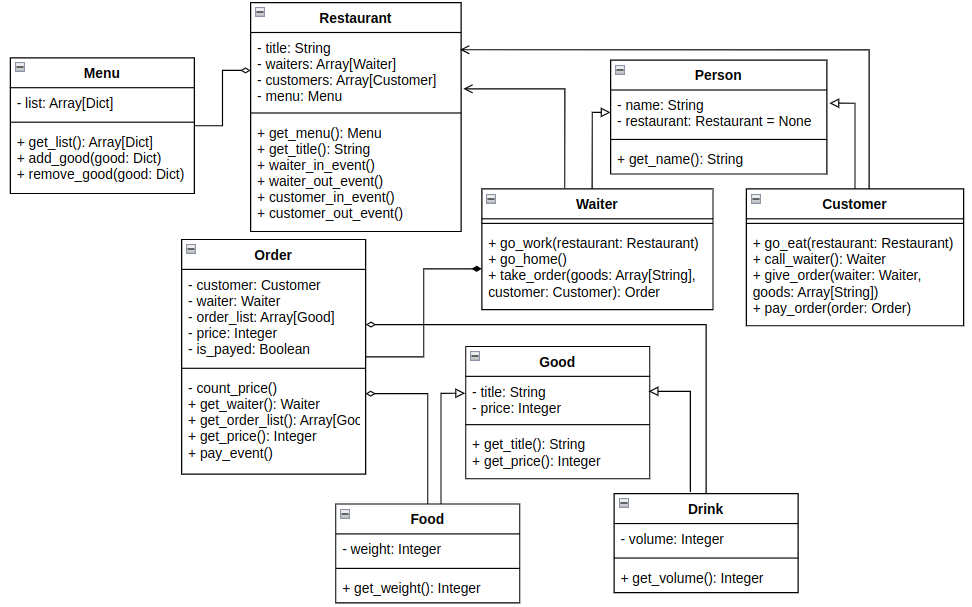 Restaurant
- title: String
- waiters: Array[Waiter]
- customers: Array[Customer]
- menu: Menu
+ get_menu(): Menu
+ get_title(): String
+ waiter_in_event()
+ waiter_out_event()
+ customer_in_event()
+ customer_out_event()
Menu
- list: Array[Dict]
+ get_list(): Array[Dict]
+ add_good(good: Dict)
+ remove_good(good: Dict)
Person
- name: String
- restaurant: Restaurant = None
+ get_name(): String
Waiter
+ go_work(restaurant: Restaurant)
+ go_home()
+ take_order(goods: Array[String],
customer: Customer): Order
Customer
+ go_eat(restaurant: Restaurant)
+ call_waiter(): Waiter
+ give_order(waiter: Waiter,
goods: Array[String])
+ pay_order(order: Order)
Order
- customer: Customer
- waiter: Waiter
- order_list: Array[Good]
- price: Integer
- is_payed: Boolean
- count_price()
+ get_waiter(): Waiter
+ get_order_list(): Array[Goo
+ get_price(): Integer
+ pay_event()
Good
- title: String
- price: Integer
+ get_title(): String
+ get_price(): Integer
Food
- weight: Integer
+ get_weight(): Integer
Drink
- volume: Integer
+ get_volume(): Integer